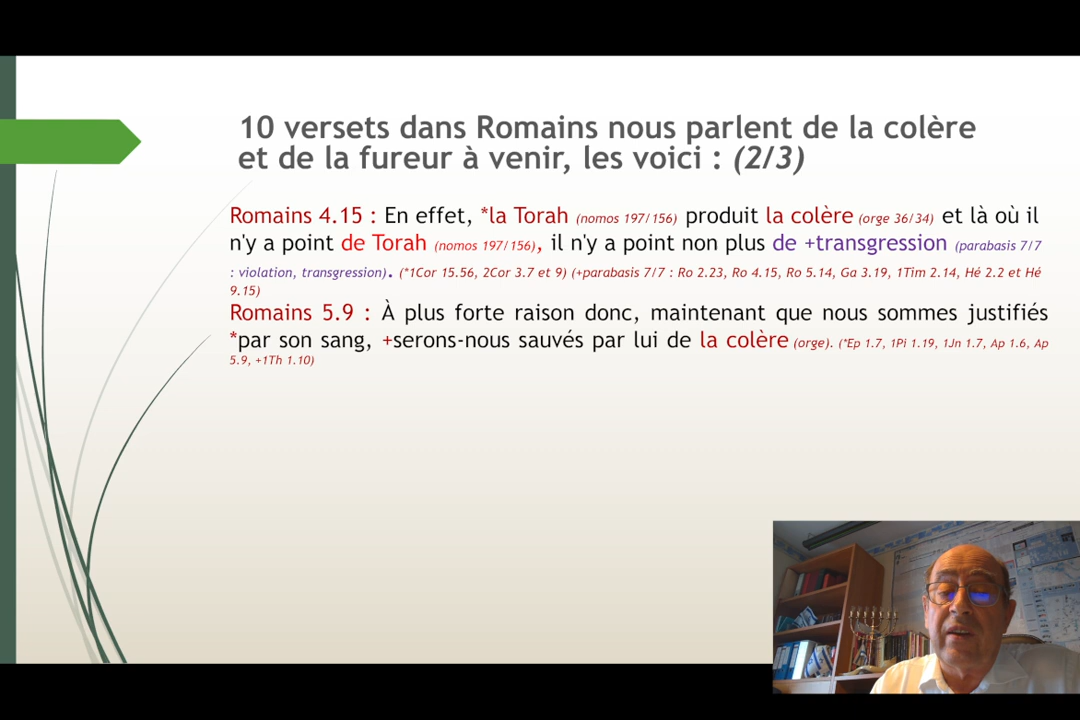 10 versets dans Romains nous parlent de la colère
et de la fureur à venir, les voici : (2/3)
Romains 4.15 : En effet, *la Torah (nomos 197/156) produit la colère (orge 36/34) et là où il
n'y a point de Torah (nomos 197/156), il n'y a point non plus de +transgression (parabasis 7/7
: violation, transgression). (*1Cor 15.56, 2Cor 3.7 et 9) (+parabasis 7/7 : Ro 2.23, Ro 4.15, Ro 5.14, Ga 3.19, 1Tim 2.14, Hé 2.2 et Hé
9.15)
Romains 5.9 : À plus forte raison donc, maintenant que nous sommes justifiés
*par son sang, +serons-nous sauvés par lui de la colère (orge). (*Ep 1.7, 1Pi 1.19, 1Jn 1.7, Ap 1.6, Ap
5.9, +1Th 1.10)